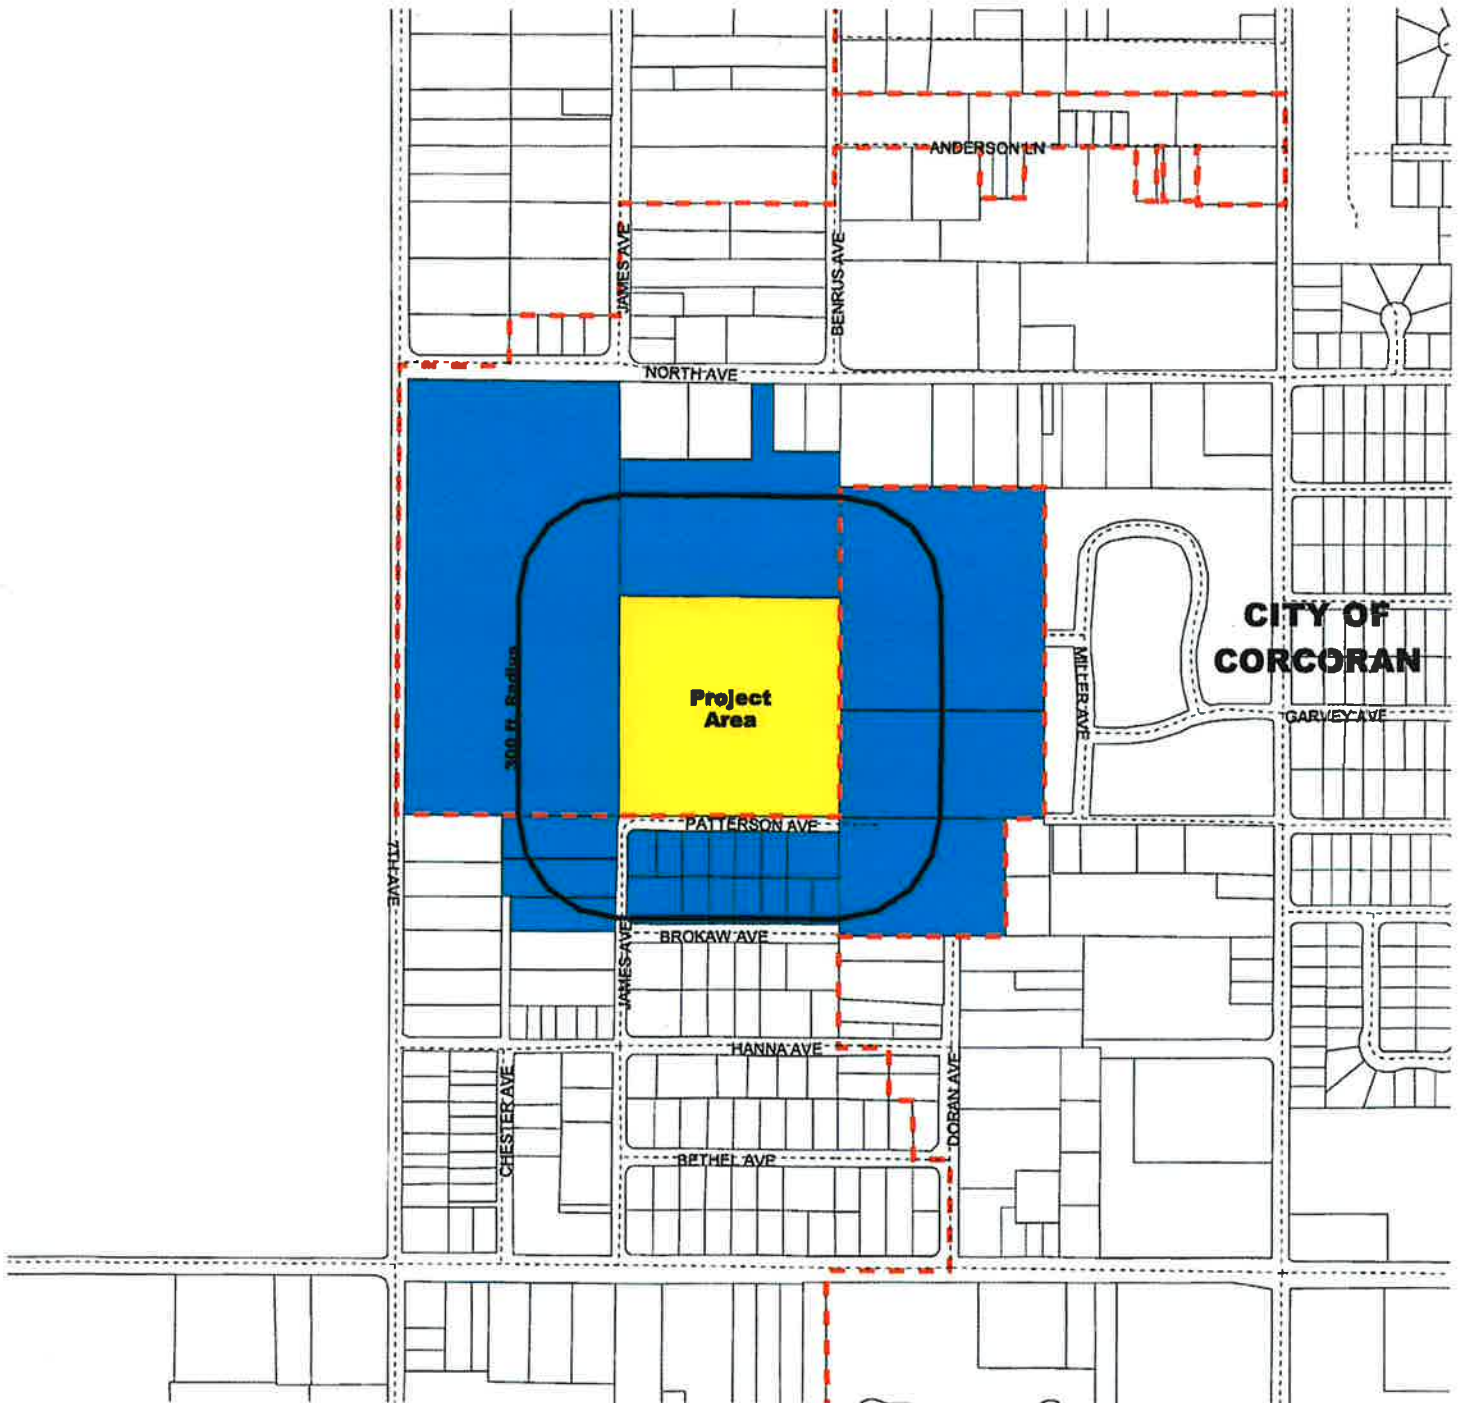 ANDERSON LN
JAMES AVE
BENRUS AVE
NORTH AVE
CITY OF
CORCORAN
300 ft. Radius
Project
Area
MILLER AVE
GARVEY AVE
PATTERSON AVE
7TH AVE
JAMES AVE
BROKAW AVE
HANNA AVE
CHESTER AVE
DORAN AVE
BETHEL AVE